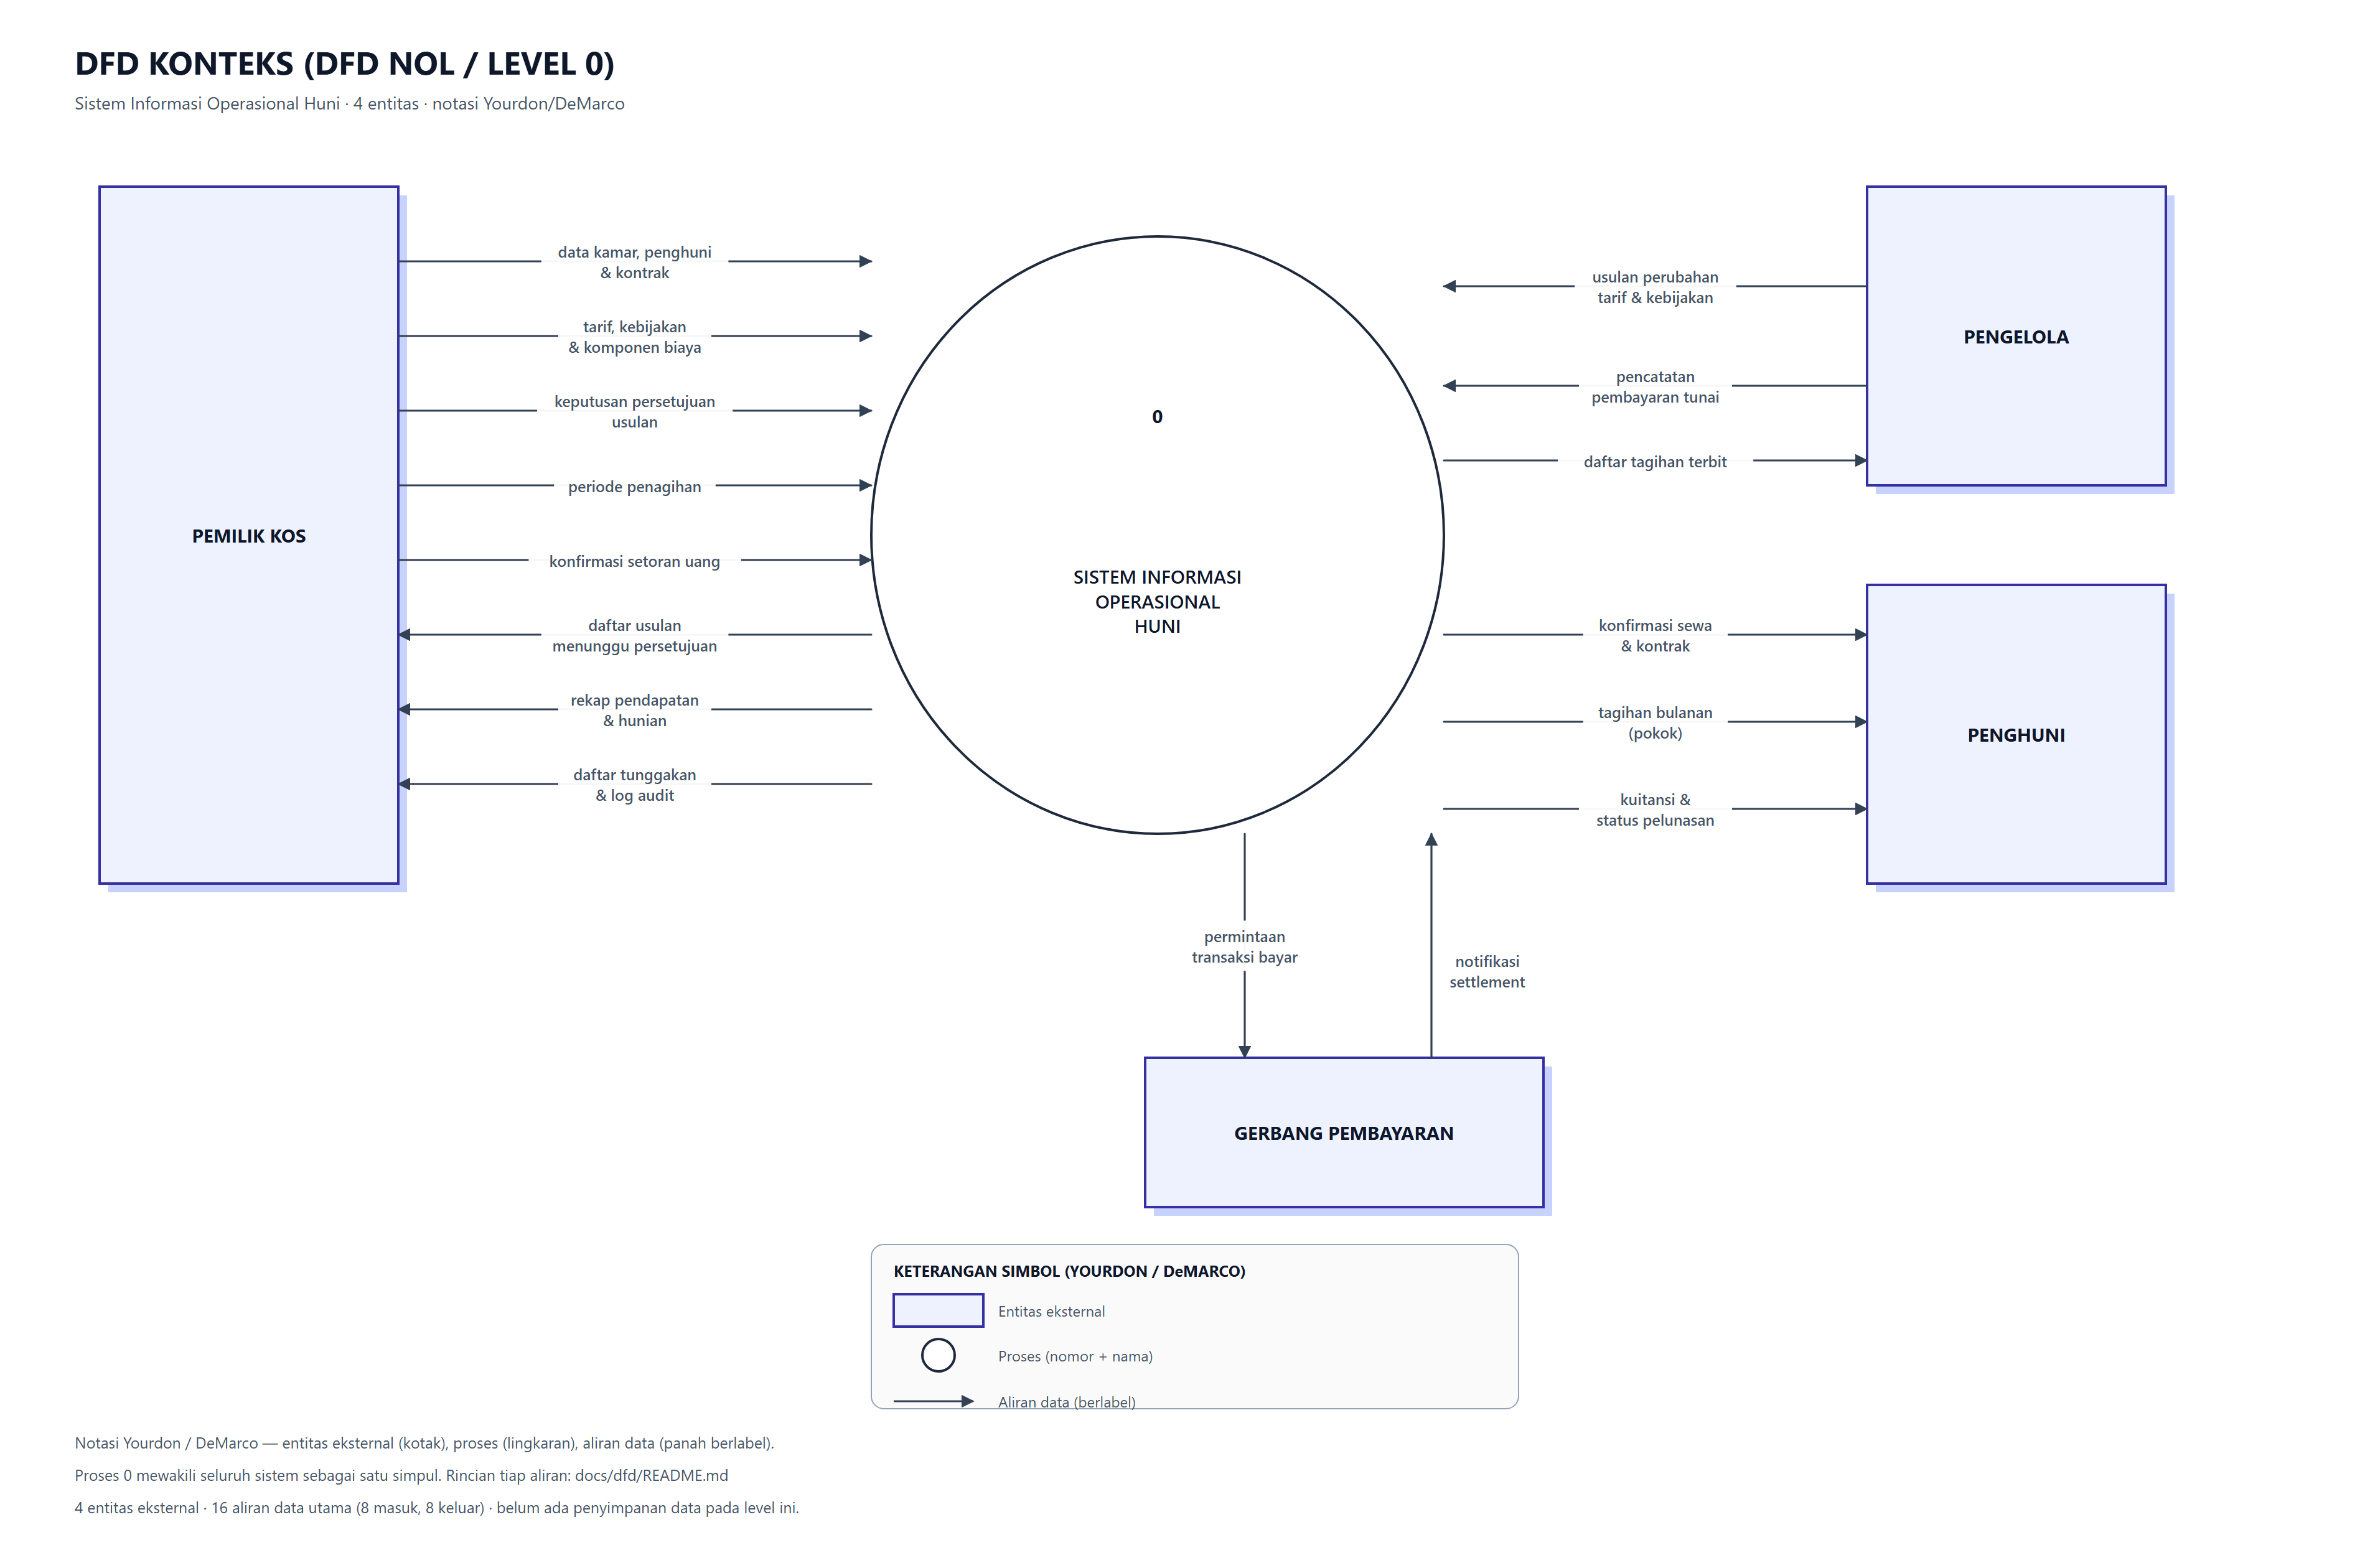 DFD KONTEKS (DFD NOL / LEVEL 0)
Sistem Informasi Operasional Huni · 4 entitas · notasi Yourdon/DeMarco
PEMILIK KOS
data kamar, penghuni
& kontrak
tarif, kebijakan
& komponen biaya
keputusan persetujuan
usulan
periode penagihan
konfirmasi setoran uang
daftar usulan
menunggu persetujuan
rekap pendapatan
& hunian
daftar tunggakan
& log audit
0
SISTEM INFORMASI
OPERASIONAL
HUNI
usulan perubahan
tarif & kebijakan
pencatatan
pembayaran tunai
daftar tagihan terbit
PENGELOLA
konfirmasi sewa
& kontrak
tagihan bulanan
(pokok)
kuitansi &
status pelunasan
PENGHUNI
permintaan
transaksi bayar
notifikasi
settlement
GERBANG PEMBAYARAN
KETERANGAN SIMBOL (YOURDON / DeMARCO)
Entitas eksternal
Proses (nomor + nama)
Aliran data (berlabel)
Notasi Yourdon / DeMarco — entitas eksternal (kotak), proses (lingkaran), aliran data (panah berlabel).
Proses 0 mewakili seluruh sistem sebagai satu simpul. Rincian tiap aliran: docs/dfd/README.md
4 entitas eksternal · 16 aliran data utama (8 masuk, 8 keluar) · belum ada penyimpanan data pada level ini.